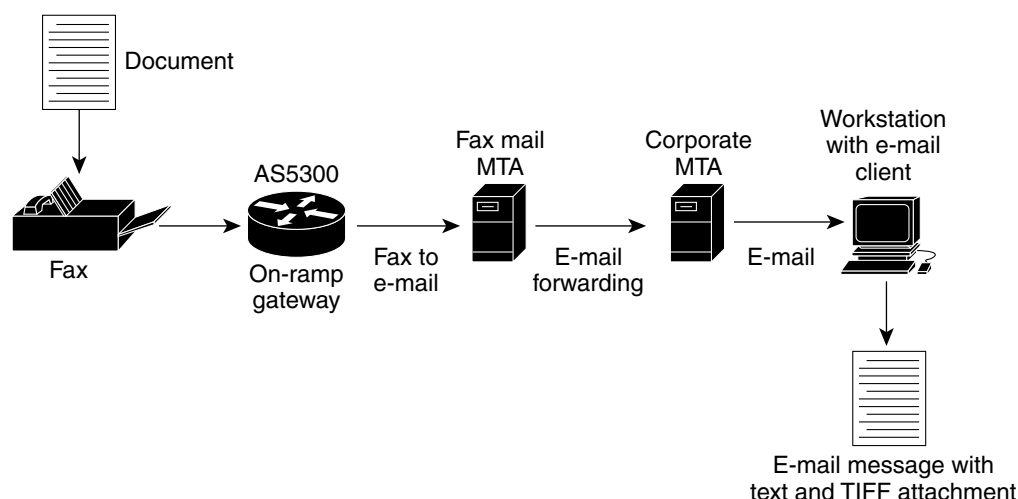 Document
Fax
AS5300
On-ramp
gateway
Fax to
e-mail
Fax mail
MTA
E-mail
forwarding
Corporate
MTA
E-mail
Workstation
with e-mail
client
E-mail message with
text and TIFF attachment